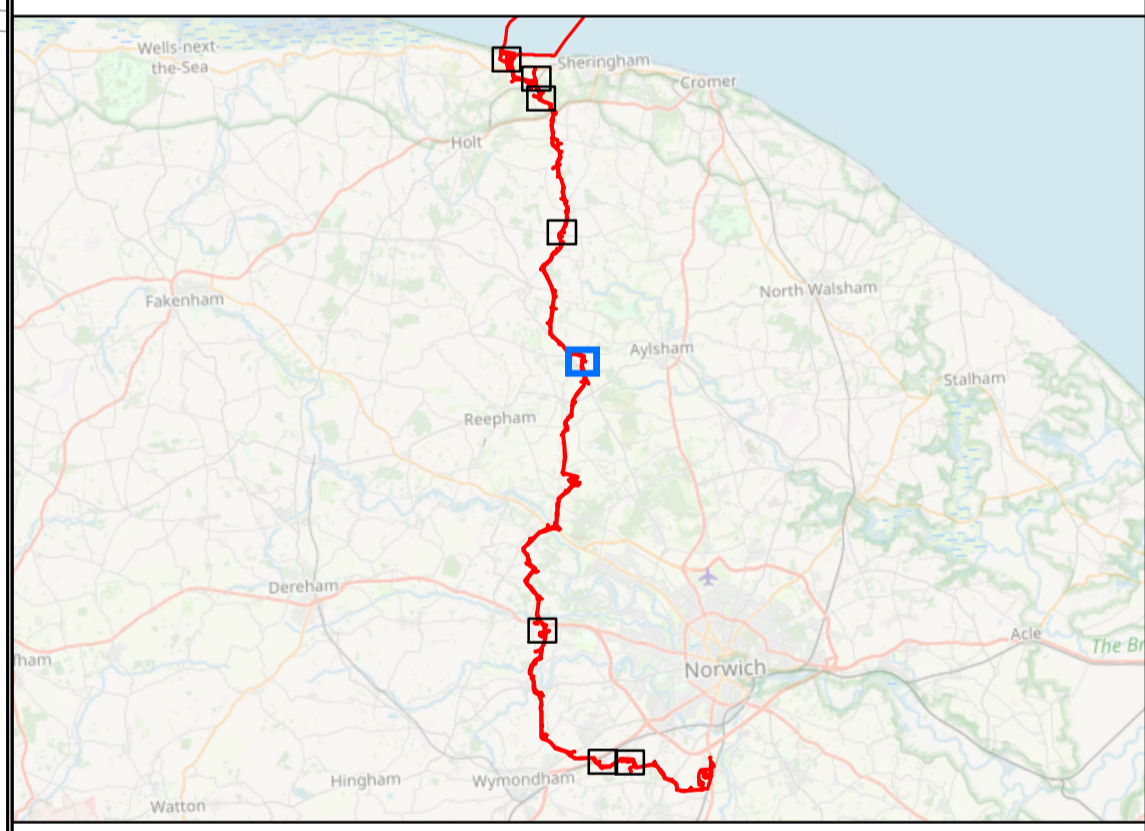 Wells-next-
the-Sea
Sheringham
Cromer
Holt
Fakenham
North Walsham
Aylsham
Stalham
Reepham
Dereham
Acle
The Br
fham
Norwich
Hingham
Wymondham
Watton